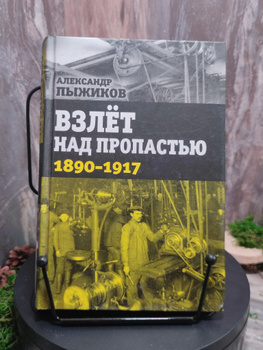 АЛЕКСАНДР
ПЫЖИКОВ
ВЗЛЁТ
НАД ПРОПАСТЬЮ
1890-1917